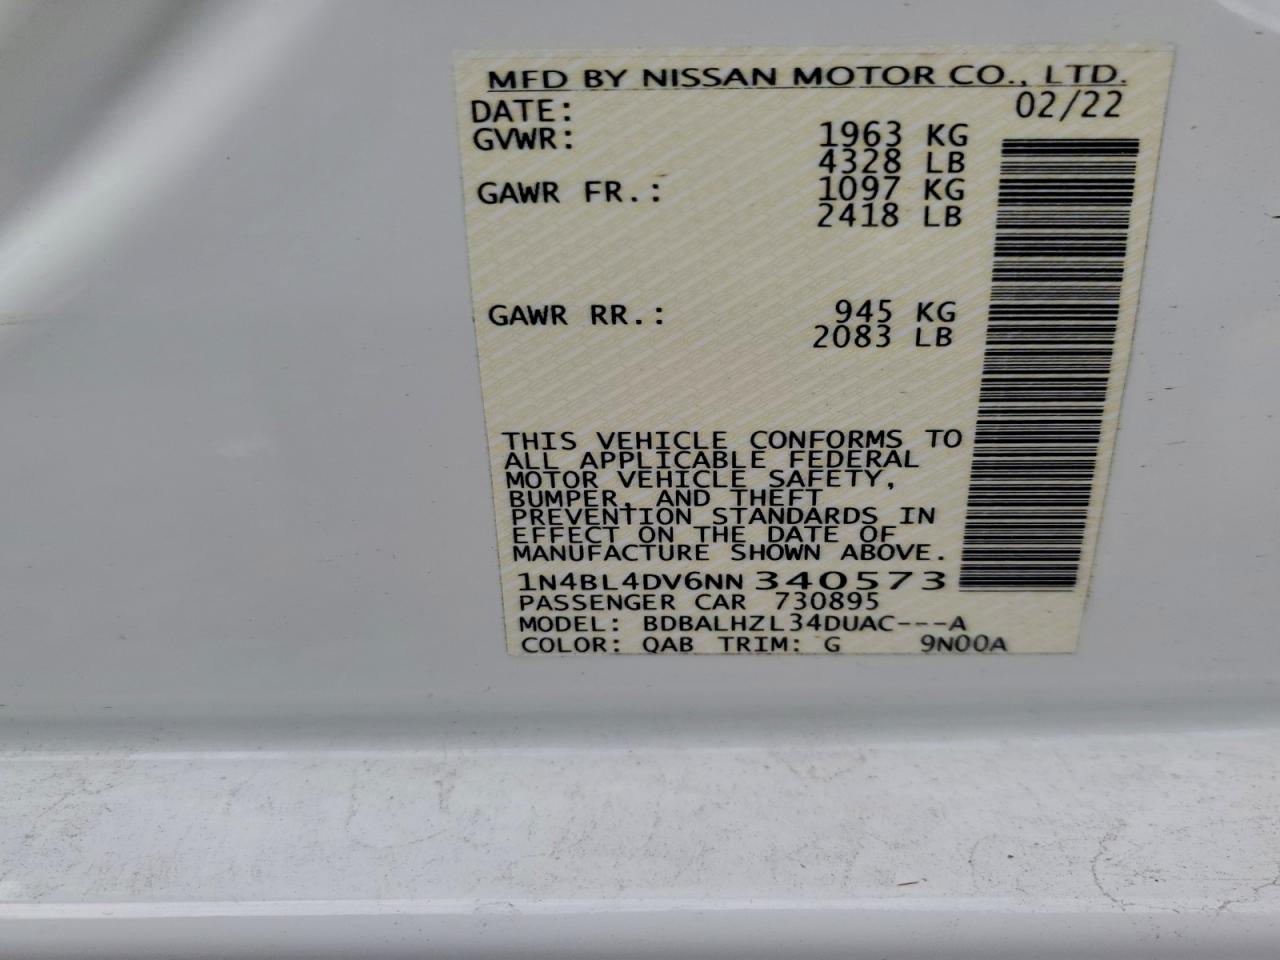 MFD BY NISSAN MOTOR CO., LTD.
DATE: 02/22
GVWR: 1963 KG
4328 LB
GAWR FR.: 1097 KG
2418 LB
GAWR RR.: 945 KG
2083 LB
THIS VEHICLE CONFORMS TO
ALL APPLICABLE FEDERAL
MOTOR VEHICLE SAFETY,
BUMPER, AND THEFT
PREVENTION STANDARDS IN
EFFECT ON THE DATE OF
MANUFACTURE SHOWN ABOVE.
1N4BL4DV6NN 340573
PASSENGER CAR 730895
MODEL: BDBALHZL34DUAC---A
COLOR: QAB TRIM: G 9N00A